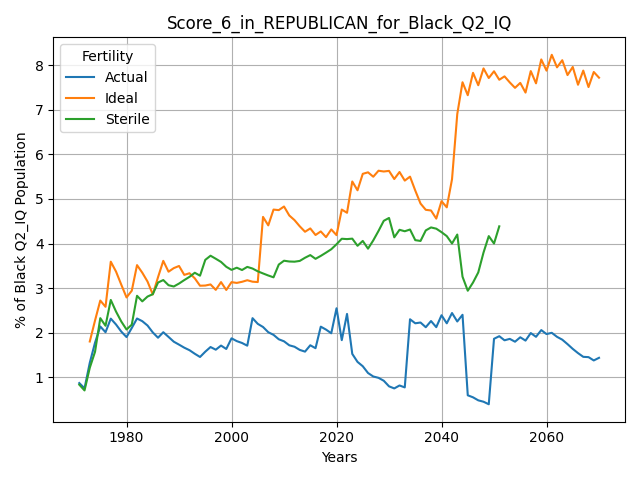 Score_6_in_REPUBLICAN_for_Black_Q2_IQ
Fertility
Actual
Ideal
Sterile
% of Black Q2_IQ Population
8
7
6
5
4
3
2
1
1980 2000 2020 2040 2060
Years